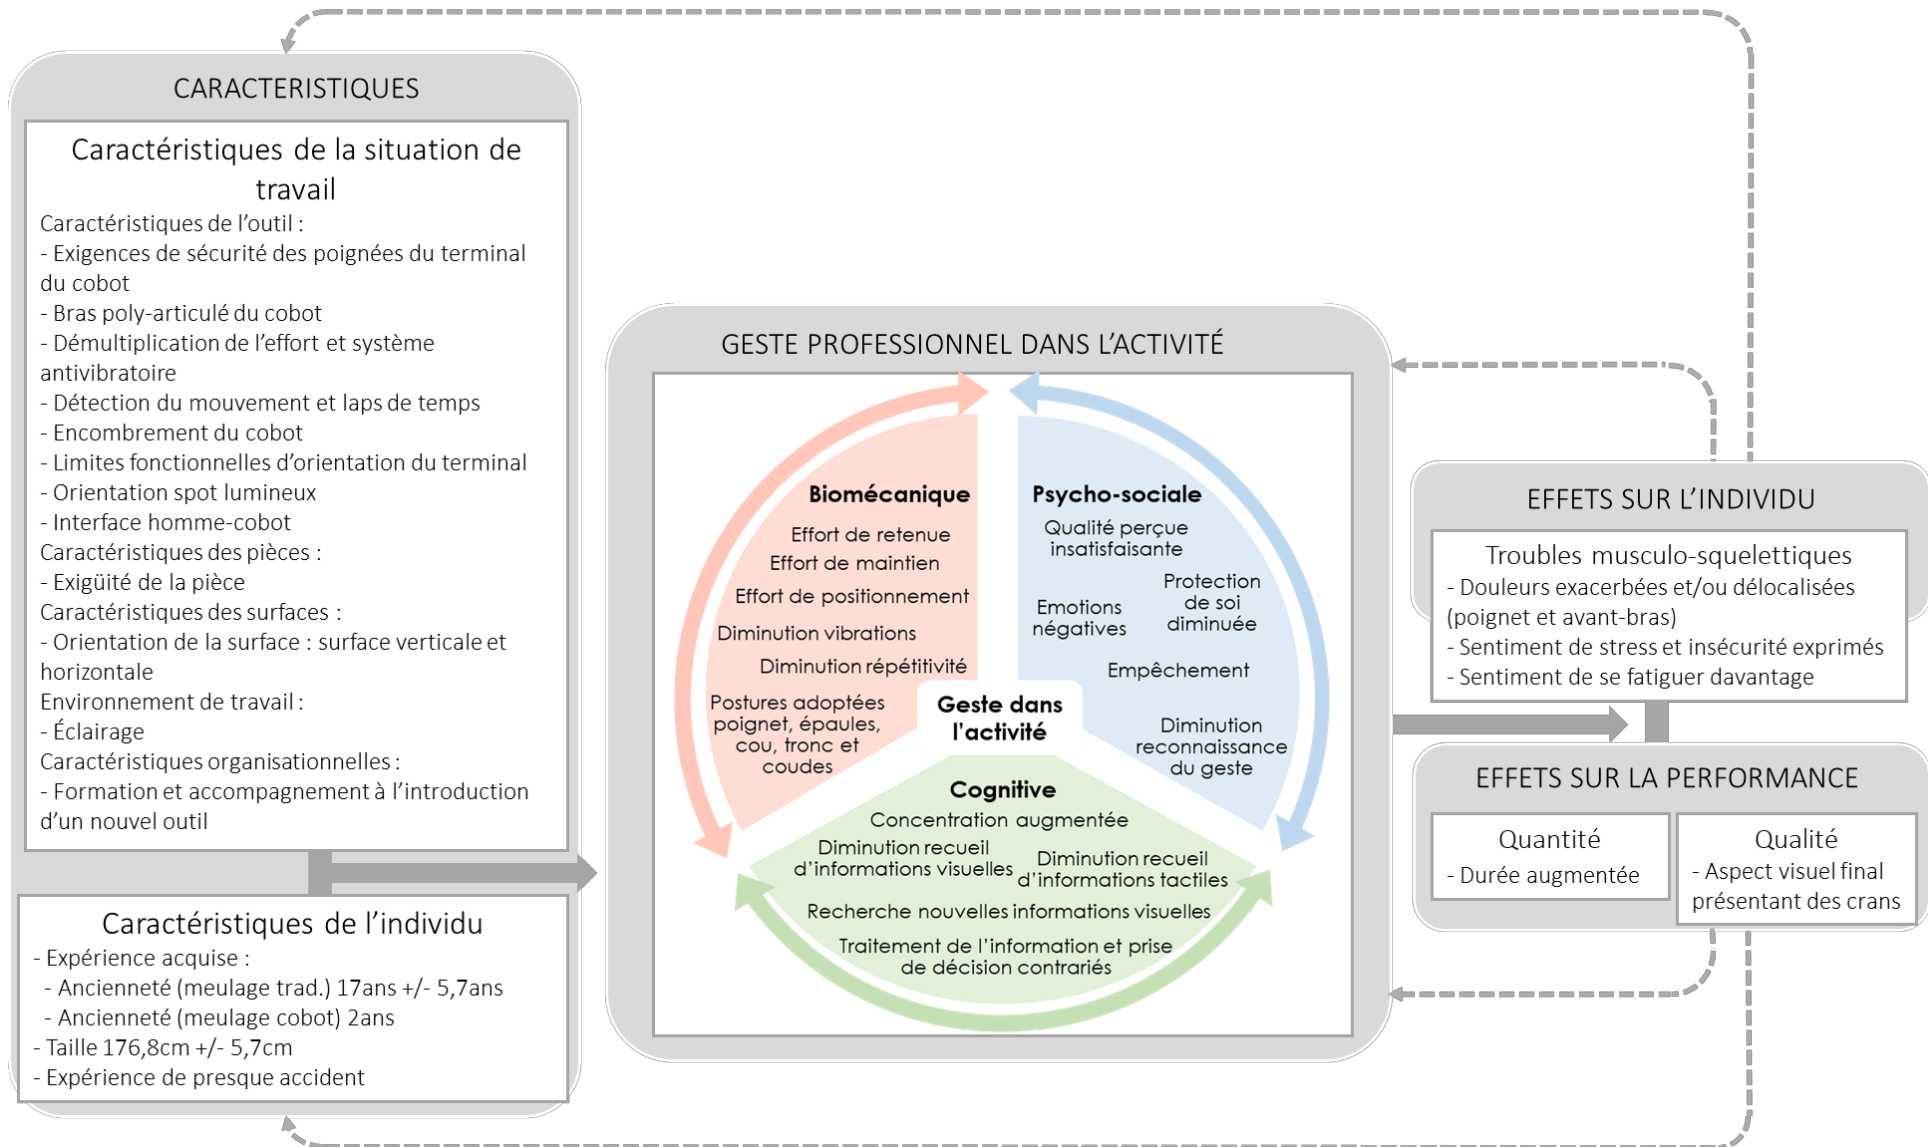 CARACTERISTIQUES
Caractéristiques de la situation de
travail
Caractéristiques de l'outil :
- Exigences de sécurité des poignées du terminal
du cobot
- Bras poly-articulé du cobot
- Démultiplication de l'effort et système
antivibratoire
- Détection du mouvement et laps de temps
- Encombrement du cobot
- Limites fonctionnelles d'orientation du terminal
- Orientation spot lumineux
- Interface homme-cobot
Caractéristiques des pièces :
- Exigüité de la pièce
Caractéristiques des surfaces :
- Orientation de la surface : surface verticale et
horizontale
Environnement de travail :
- Éclairage
Caractéristiques organisationnelles :
- Formation et accompagnement à l'introduction
d'un nouvel outil
Caractéristiques de l'individu
- Expérience acquise :
- Ancienneté (meulage trad.) 17ans +/- 5,7ans
- Ancienneté (meulage cobot) 2ans
- Taille 176,8cm +/- 5,7cm
- Expérience de presque accident
GESTE PROFESSIONNEL DANS L'ACTIVITÉ
Biomécanique
Effort de retenue
Effort de maintien
Effort de positionnement
Diminution vibrations
Diminution répétitivité
Postures adoptées
poignet, épaules,
cou, tronc et
coudes
Psycho-sociale
Qualité perçue
insatisfaisante
Protection
de soi
diminuée
Emotions
négatives
Empêchement
Diminution
reconnaissance
du geste
Geste dans
l'activité
Cognitive
Concentration augmentée
Diminution recueil
d'informations visuelles
Diminution recueil
d'informations tactiles
Recherche nouvelles informations visuelles
Traitement de l'information et prise
de décision contrariés
EFFETS SUR L'INDIVIDU
Troubles musculo-squelettiques
- Douleurs exacerbées et/ou délocalisées
(poignet et avant-bras)
- Sentiment de stress et insécurité exprimés
- Sentiment de se fatiguer davantage
EFFETS SUR LA PERFORMANCE
Quantité
- Durée augmentée
Qualité
- Aspect visuel final
présentant des crans